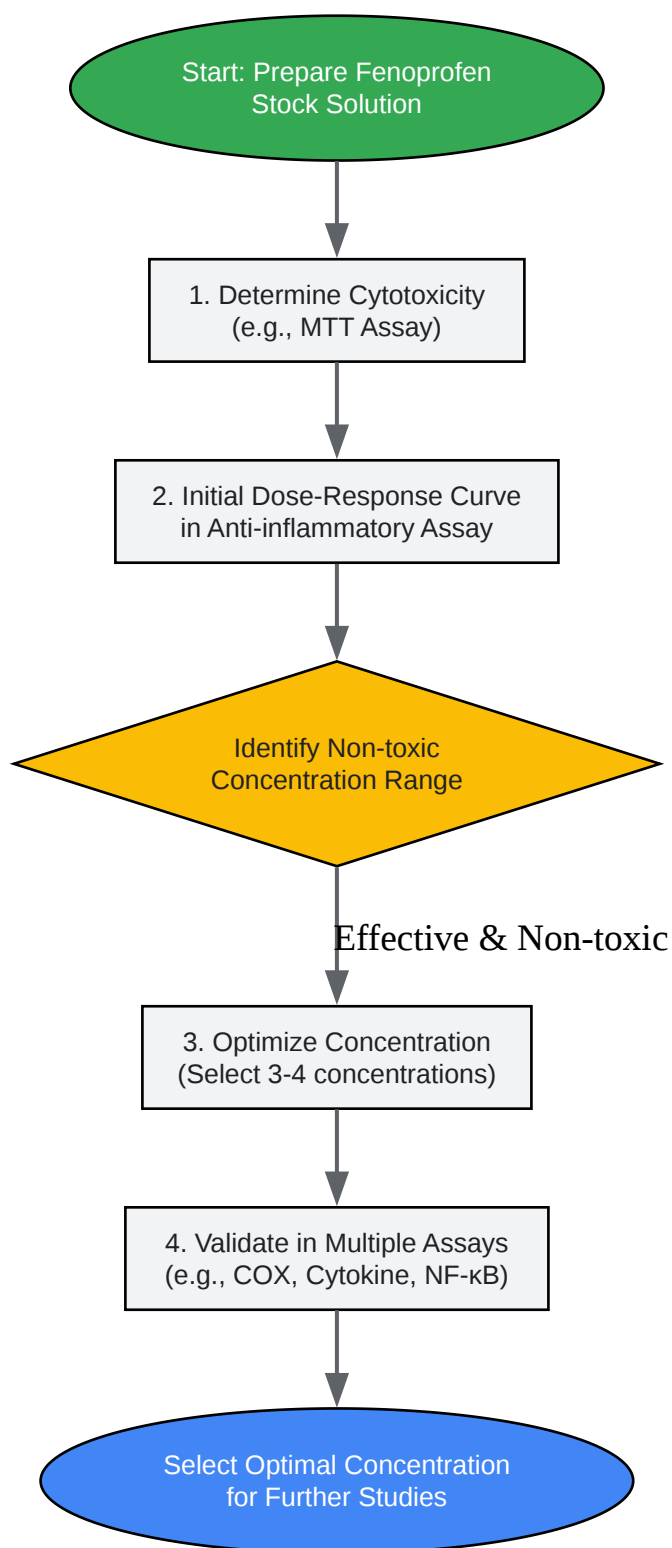 Start: Prepare Fenoprofen
Stock Solution
1. Determine Cytotoxicity
(e.g., MTT Assay)
2. Initial Dose-Response Curve
in Anti-inflammatory Assay
Identify Non-toxic
Concentration Range
Effective & Non-toxic
3. Optimize Concentration
(Select 3-4 concentrations)
4. Validate in Multiple Assays
(e.g., COX, Cytokine, NF-κB)
Select Optimal Concentration
for Further Studies